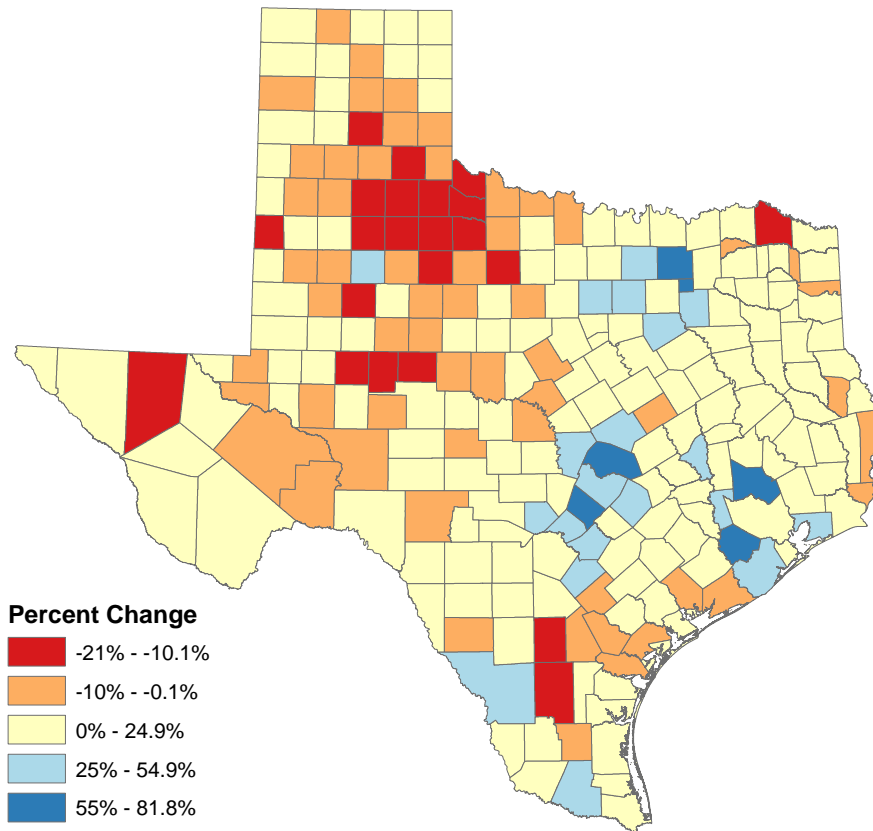 Percent Change
-21% - -10.1%
-10% - -0.1%
0% - 24.9%
25% - 54.9%
55% - 81.8%